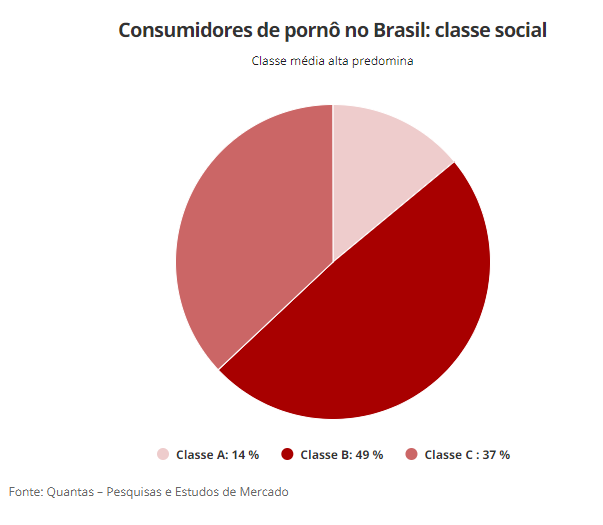 Consumidores de pornô no Brasil: classe social
Classe média alta predomina
Classe A: 14 % Classe B: 49 % Classe C : 37 %
Fonte: Quantas – Pesquisas e Estudos de Mercado